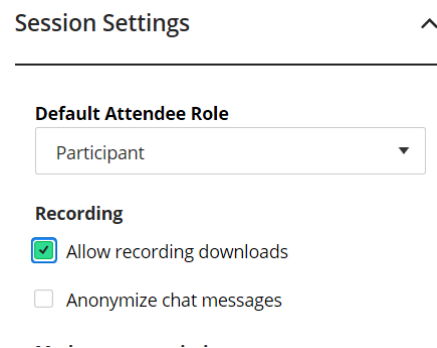 Session Settings
Default Attendee Role
Participant
Recording
Allow recording downloads
Anonymize chat messages